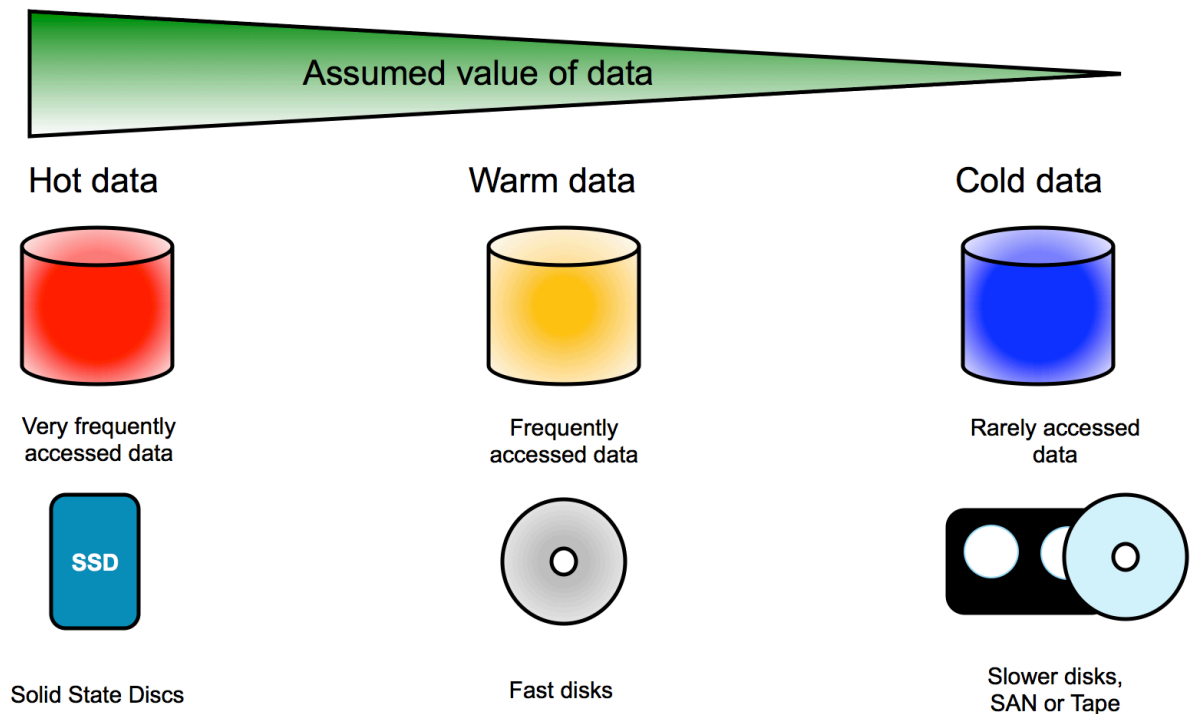 Assumed value of data
Hot data
Warm data
Cold data
Very frequently
accessed data
Frequently
accessed data
Rarely accessed
data
SSD
Solid State Discs
Fast disks
Slower disks,
SAN or Tape